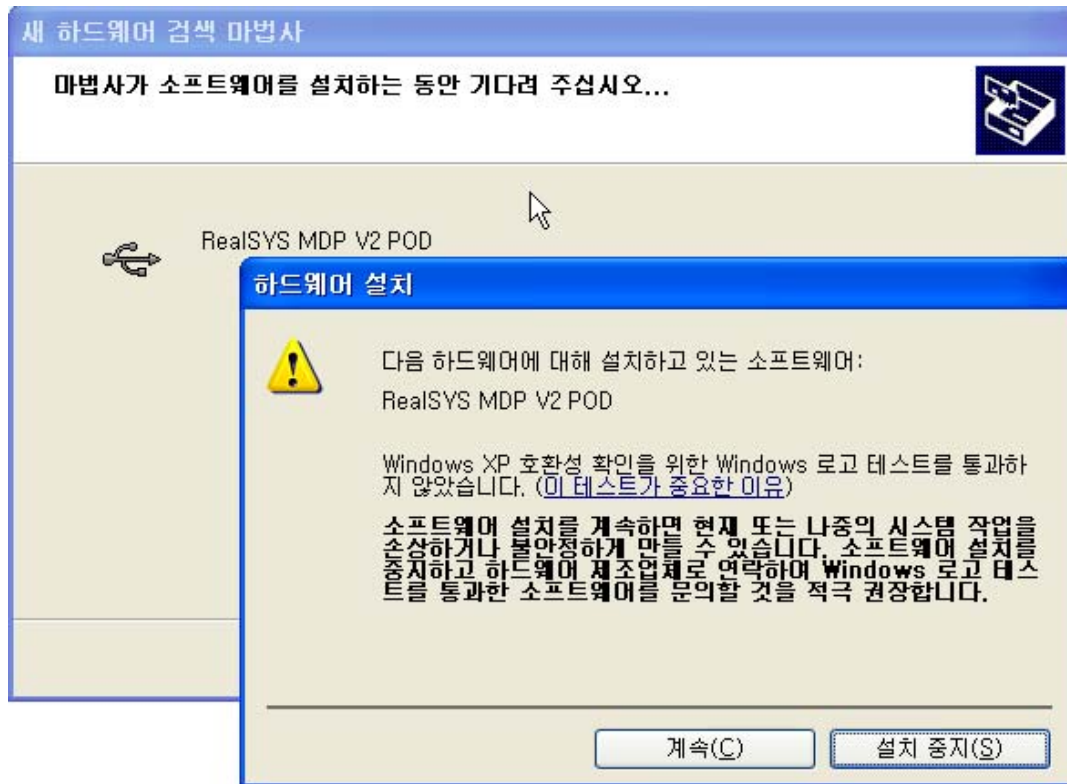 새 하드웨어 검색 마법사
마법사가 소프트웨어를 설치하는 동안 기다려 주십시오...
RealSYS MDP V2 POD
하드웨어 설치
다음 하드웨어에 대해 설치하고 있는 소프트웨어:
RealSYS MDP V2 POD
Windows XP 호환성 확인을 위한 Windows 로고 테스트를 통과하
지 않았습니다. (이 테스트가 중요한 이유)
소프트웨어 설치를 계속하면 현재 또는 나중의 시스템 작업을
손상하거나 불안정하게 만들 수 있습니다. 소프트웨어 설치를
중지하고 하드웨어 제조업체로 연락하여 Windows 로고 테스
트를 통과한 소프트웨어를 문의할 것을 적극 권장합니다.
계속(C)
설치 중지(S)